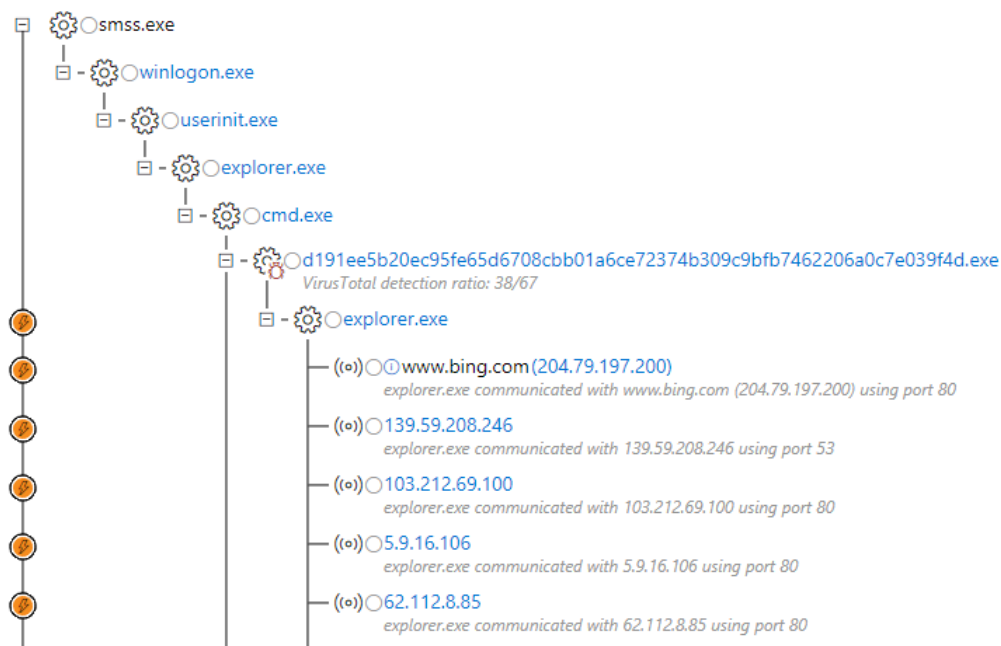 smss.exe
winlogon.exe
userinit.exe
explorer.exe
cmd.exe
d191ee5b20ec95fe65d6708cbb01a6ce72374b309c9bfb7462206a0c7e039f4d.exe
VirusTotal detection ratio: 38/67
explorer.exe
www.bing.com (204.79.197.200)
explorer.exe communicated with www.bing.com (204.79.197.200) using port 80
139.59.208.246
explorer.exe communicated with 139.59.208.246 using port 53
103.212.69.100
explorer.exe communicated with 103.212.69.100 using port 80
5.9.16.106
explorer.exe communicated with 5.9.16.106 using port 80
62.112.8.85
explorer.exe communicated with 62.112.8.85 using port 80